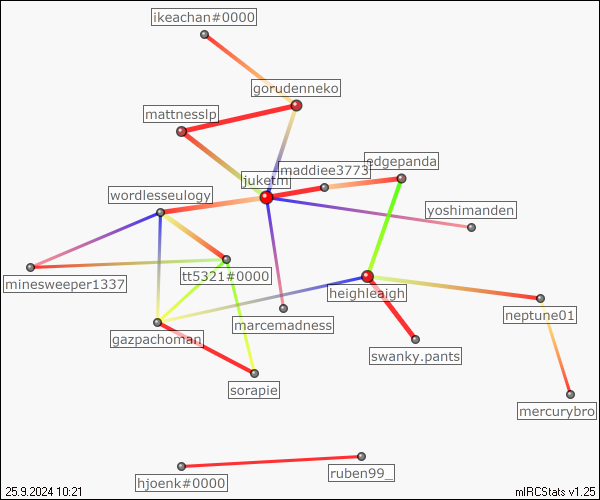 ikeachan#0000
gorudenneko
mattnesslp
maddiee3773
edgepanda
juketm
wordlesseulogy
yoshimanden
tt5321#0000
minesweeper1337
heighleaigh
neptune01
marcemadness
gazpachoman
swanky.pants
sorapie
mercurybro
ruben99_
hjoenk#0000
25.9.2024 10:21
mIRCStats v1.25